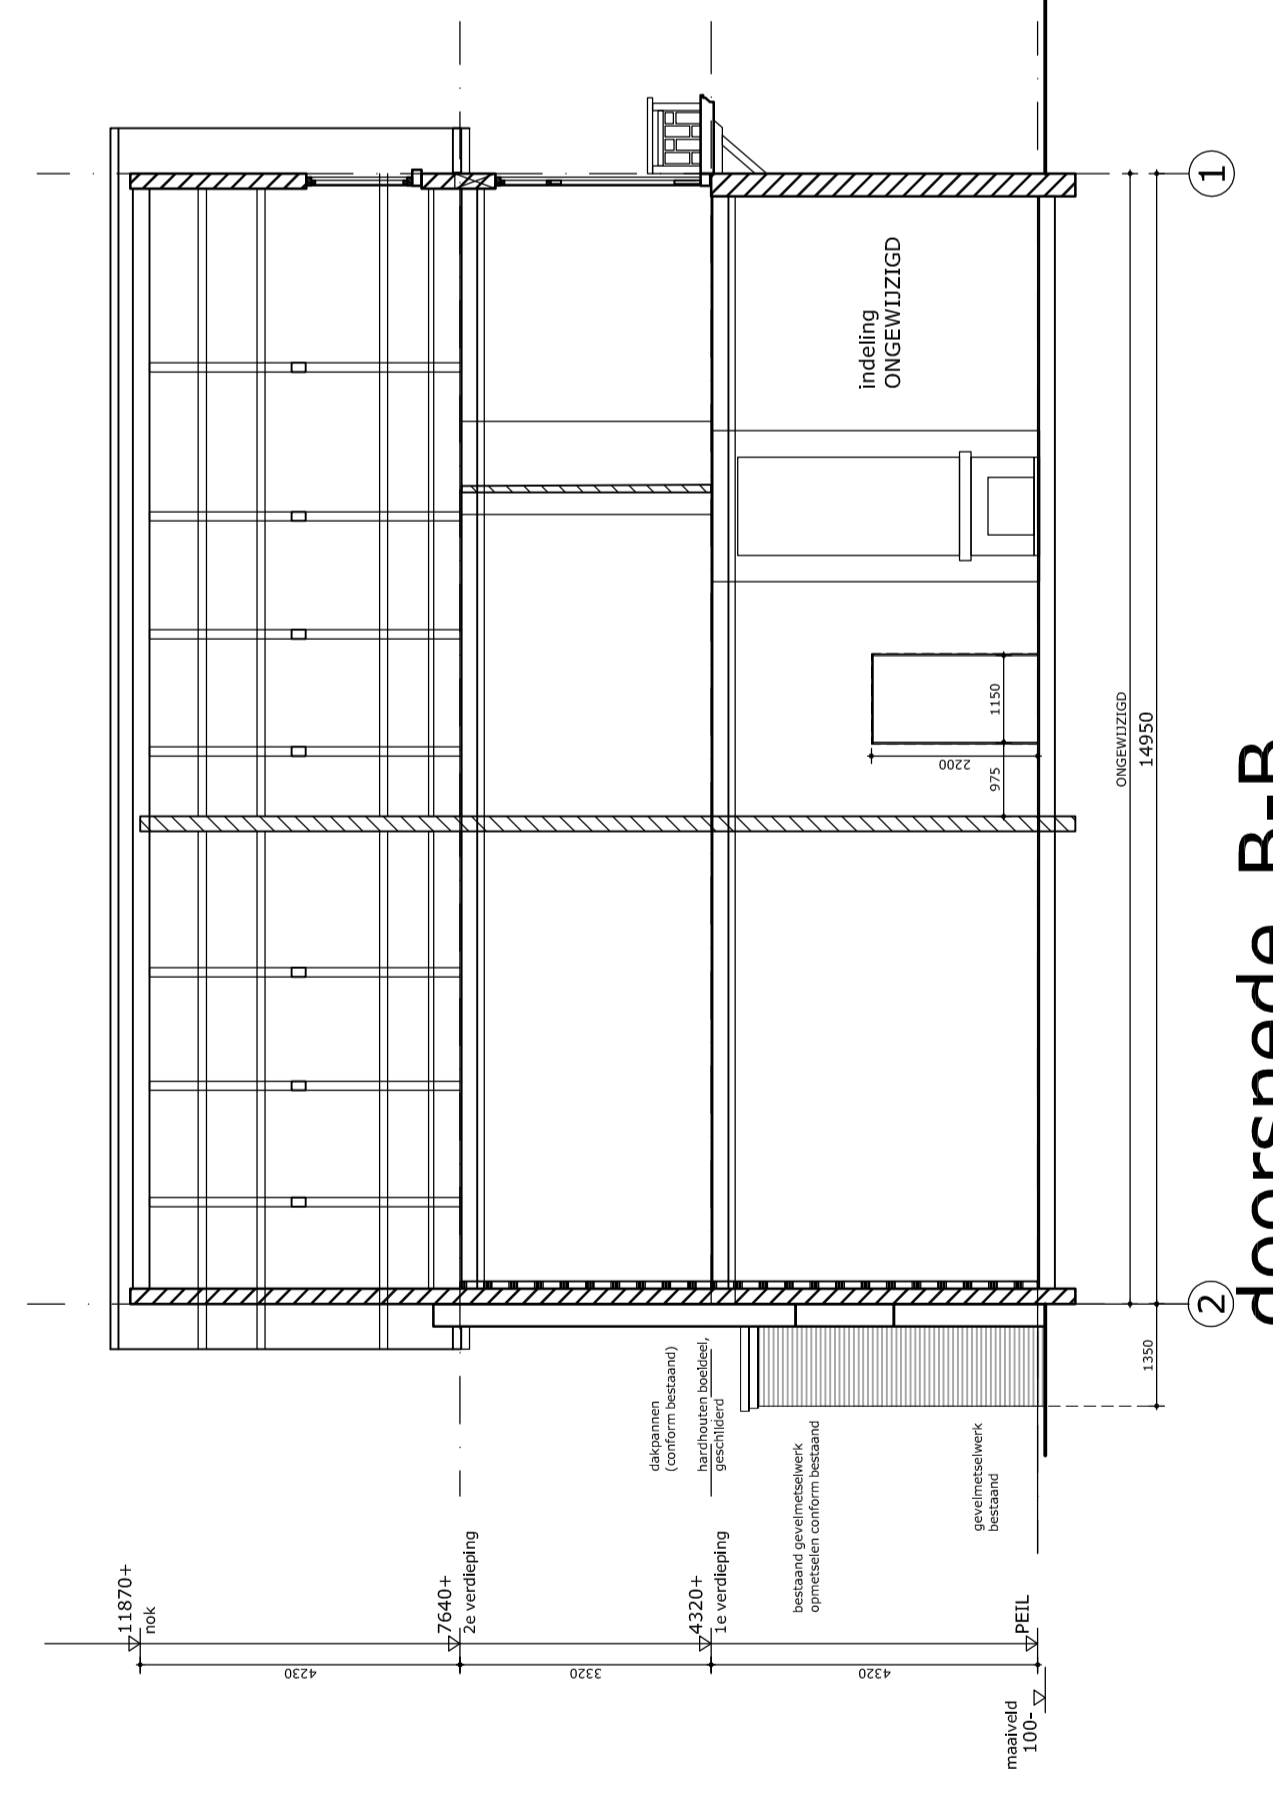 11870+
nok
7640+
2e verdieping
4320+
1e verdieping
PEIL
maaiveld
100-
4230
3320
4320
dakpannen
(conform bestaand)
hardhouten boeldeel,
geschilderd
bestaand gevelmetselwerk
opmetselen conform bestaand
gevelmetselwerk
bestaand
indeling
ONGEWIJZIGD
2200
975
1150
ONGEWIJZIGD
14950
1350
2
1
doorsnede B-B